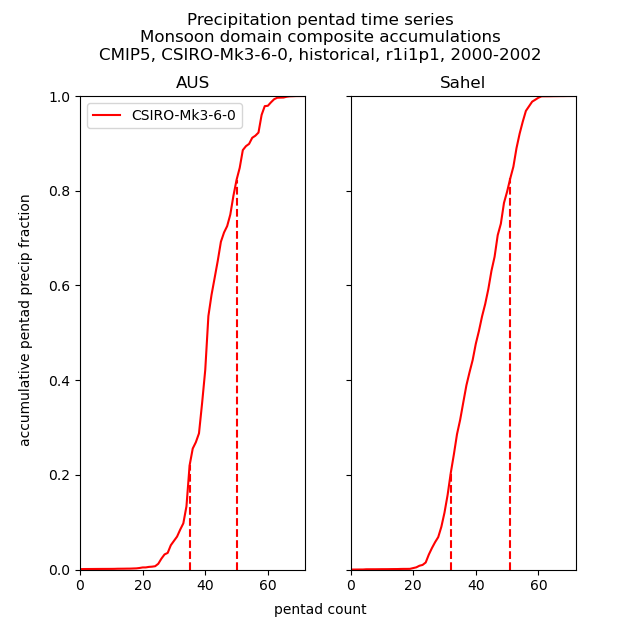 Precipitation pentad time series
Monsoon domain composite accumulations
CMIP5, CSIRO-Mk3-6-0, historical, r1i1p1, 2000-2002
AUS
Sahel
CSIRO-Mk3-6-0
1.0
0.8
0.6
0.4
0.2
0.0
accumulative pentad precip fraction
0 20 40 60
0 20 40 60
pentad count